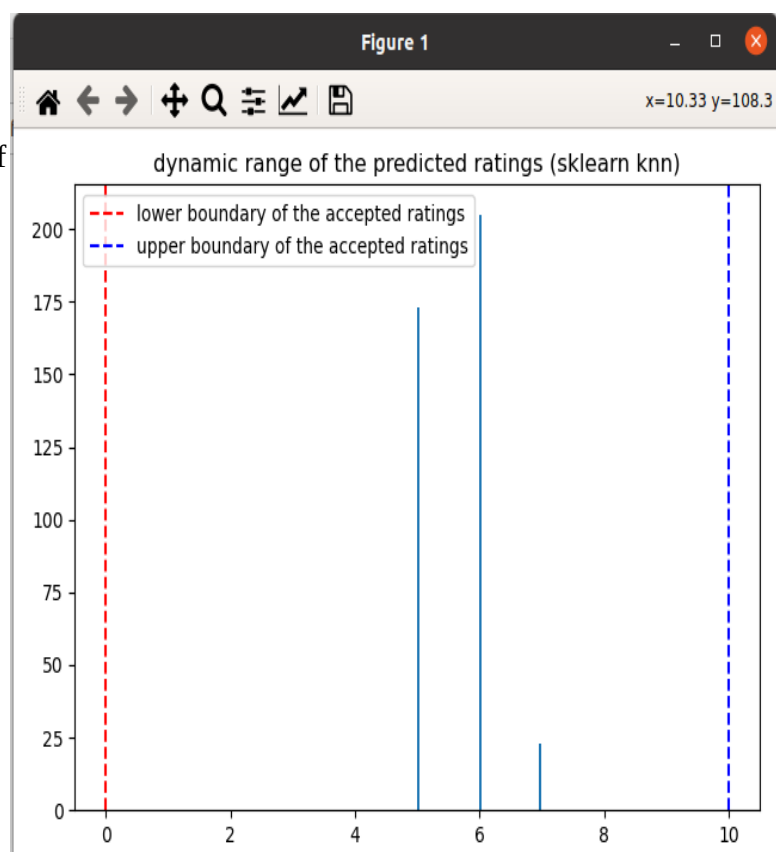 Figure 1
x=10.33 y=108.3
f
dynamic range of the predicted ratings (sklearn knn)
lower boundary of the accepted ratings
upper boundary of the accepted ratings
200
175
150
125
100
75
50
25
0
0 2 4 6 8 10